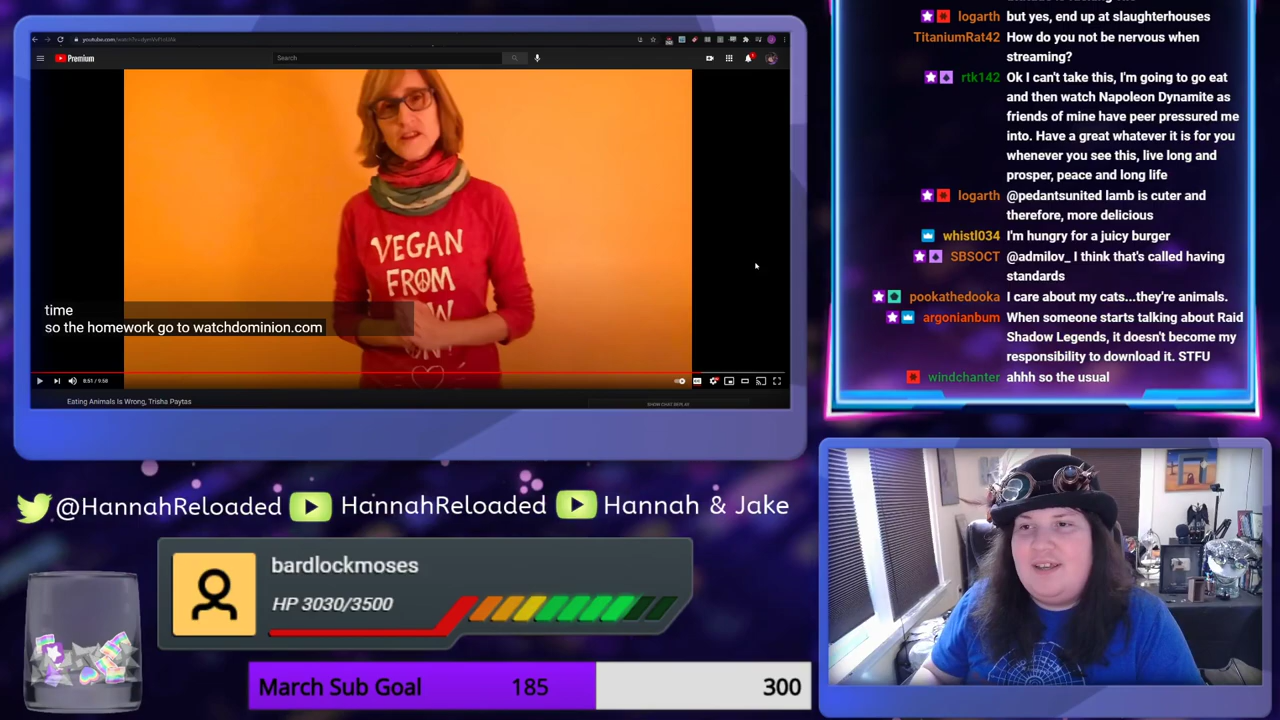 Premium
Search
VEGAN
FROM
time
so the homework go to watchdominion.com
8:51 / 9:58
Eating Animals Is Wrong, Trisha Paytas
SHOW CHAT REPLAY
logarth but yes, end up at slaughterhouses
TitaniumRat42 How do you not be nervous when
streaming?
rtk142 Ok I can't take this, I'm going to go eat
and then watch Napoleon Dynamite as
friends of mine have peer pressured me
into. Have a great whatever it is for you
whenever you see this, live long and
prosper, peace and long life
logarth @pedantsunited lamb is cuter and
therefore, more delicious
whistl034 I'm hungry for a juicy burger
SBSOCT @admilov_ I think that's called having
standards
pookathedooka I care about my cats...they're animals.
argonianbum When someone starts talking about Raid
Shadow Legends, it doesn't become my
responsibility to download it. STFU
windchanter ahhh so the usual
@HannahReloaded HannahReloaded Hannah & Jake
bardlockmoses
HP 3030/3500
March Sub Goal 185 300